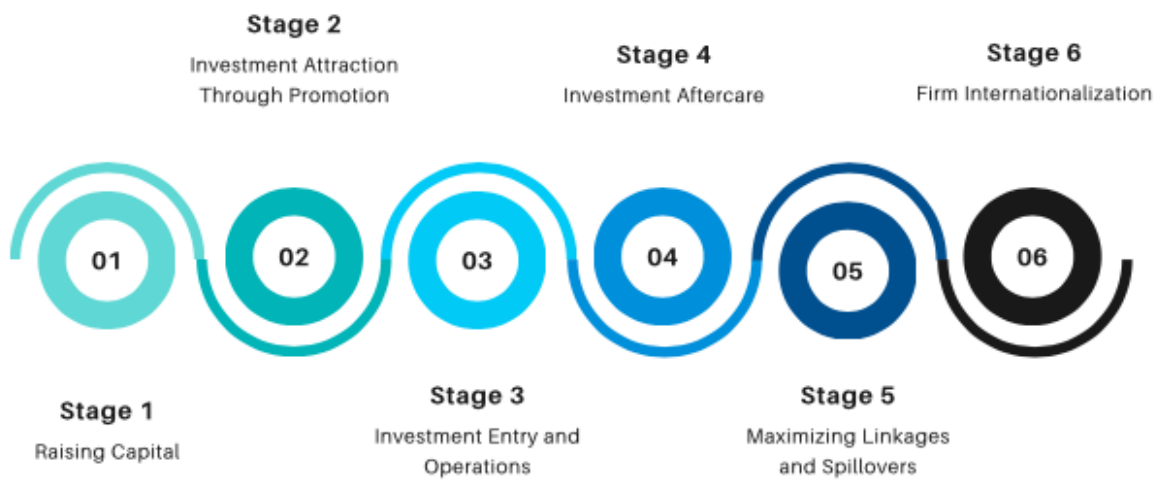 Stage 2
Investment Attraction
Through Promotion
Stage 4
Investment Aftercare
Stage 6
Firm Internationalization
01
02
03
04
05
06
Stage 1
Raising Capital
Stage 3
Investment Entry and
Operations
Stage 5
Maximizing Linkages
and Spillovers